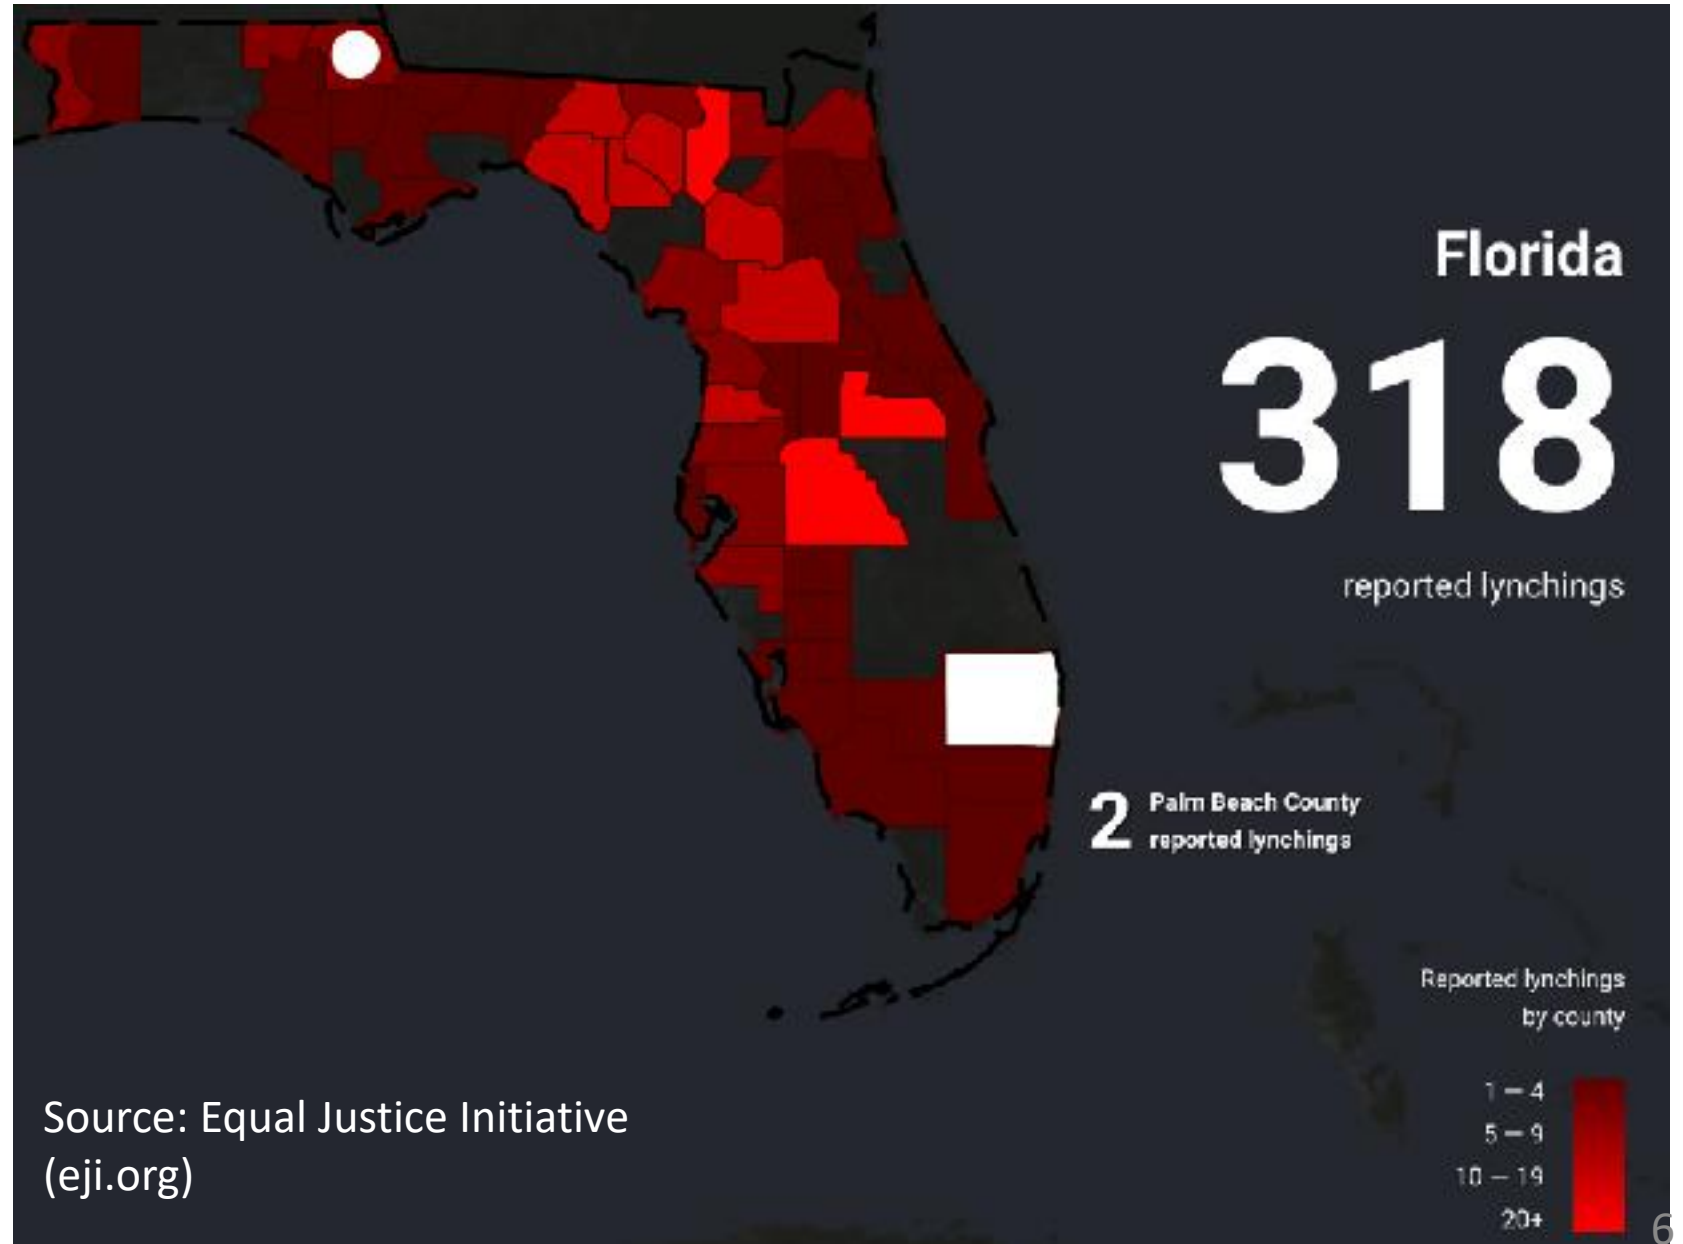 Florida
318
reported lynchings
2 Palm Beach County
reported lynchings
Reported lynchings
by county
1 – 4
5 – 9
10 – 19
20+
Source: Equal Justice Initiative
(eji.org)
6